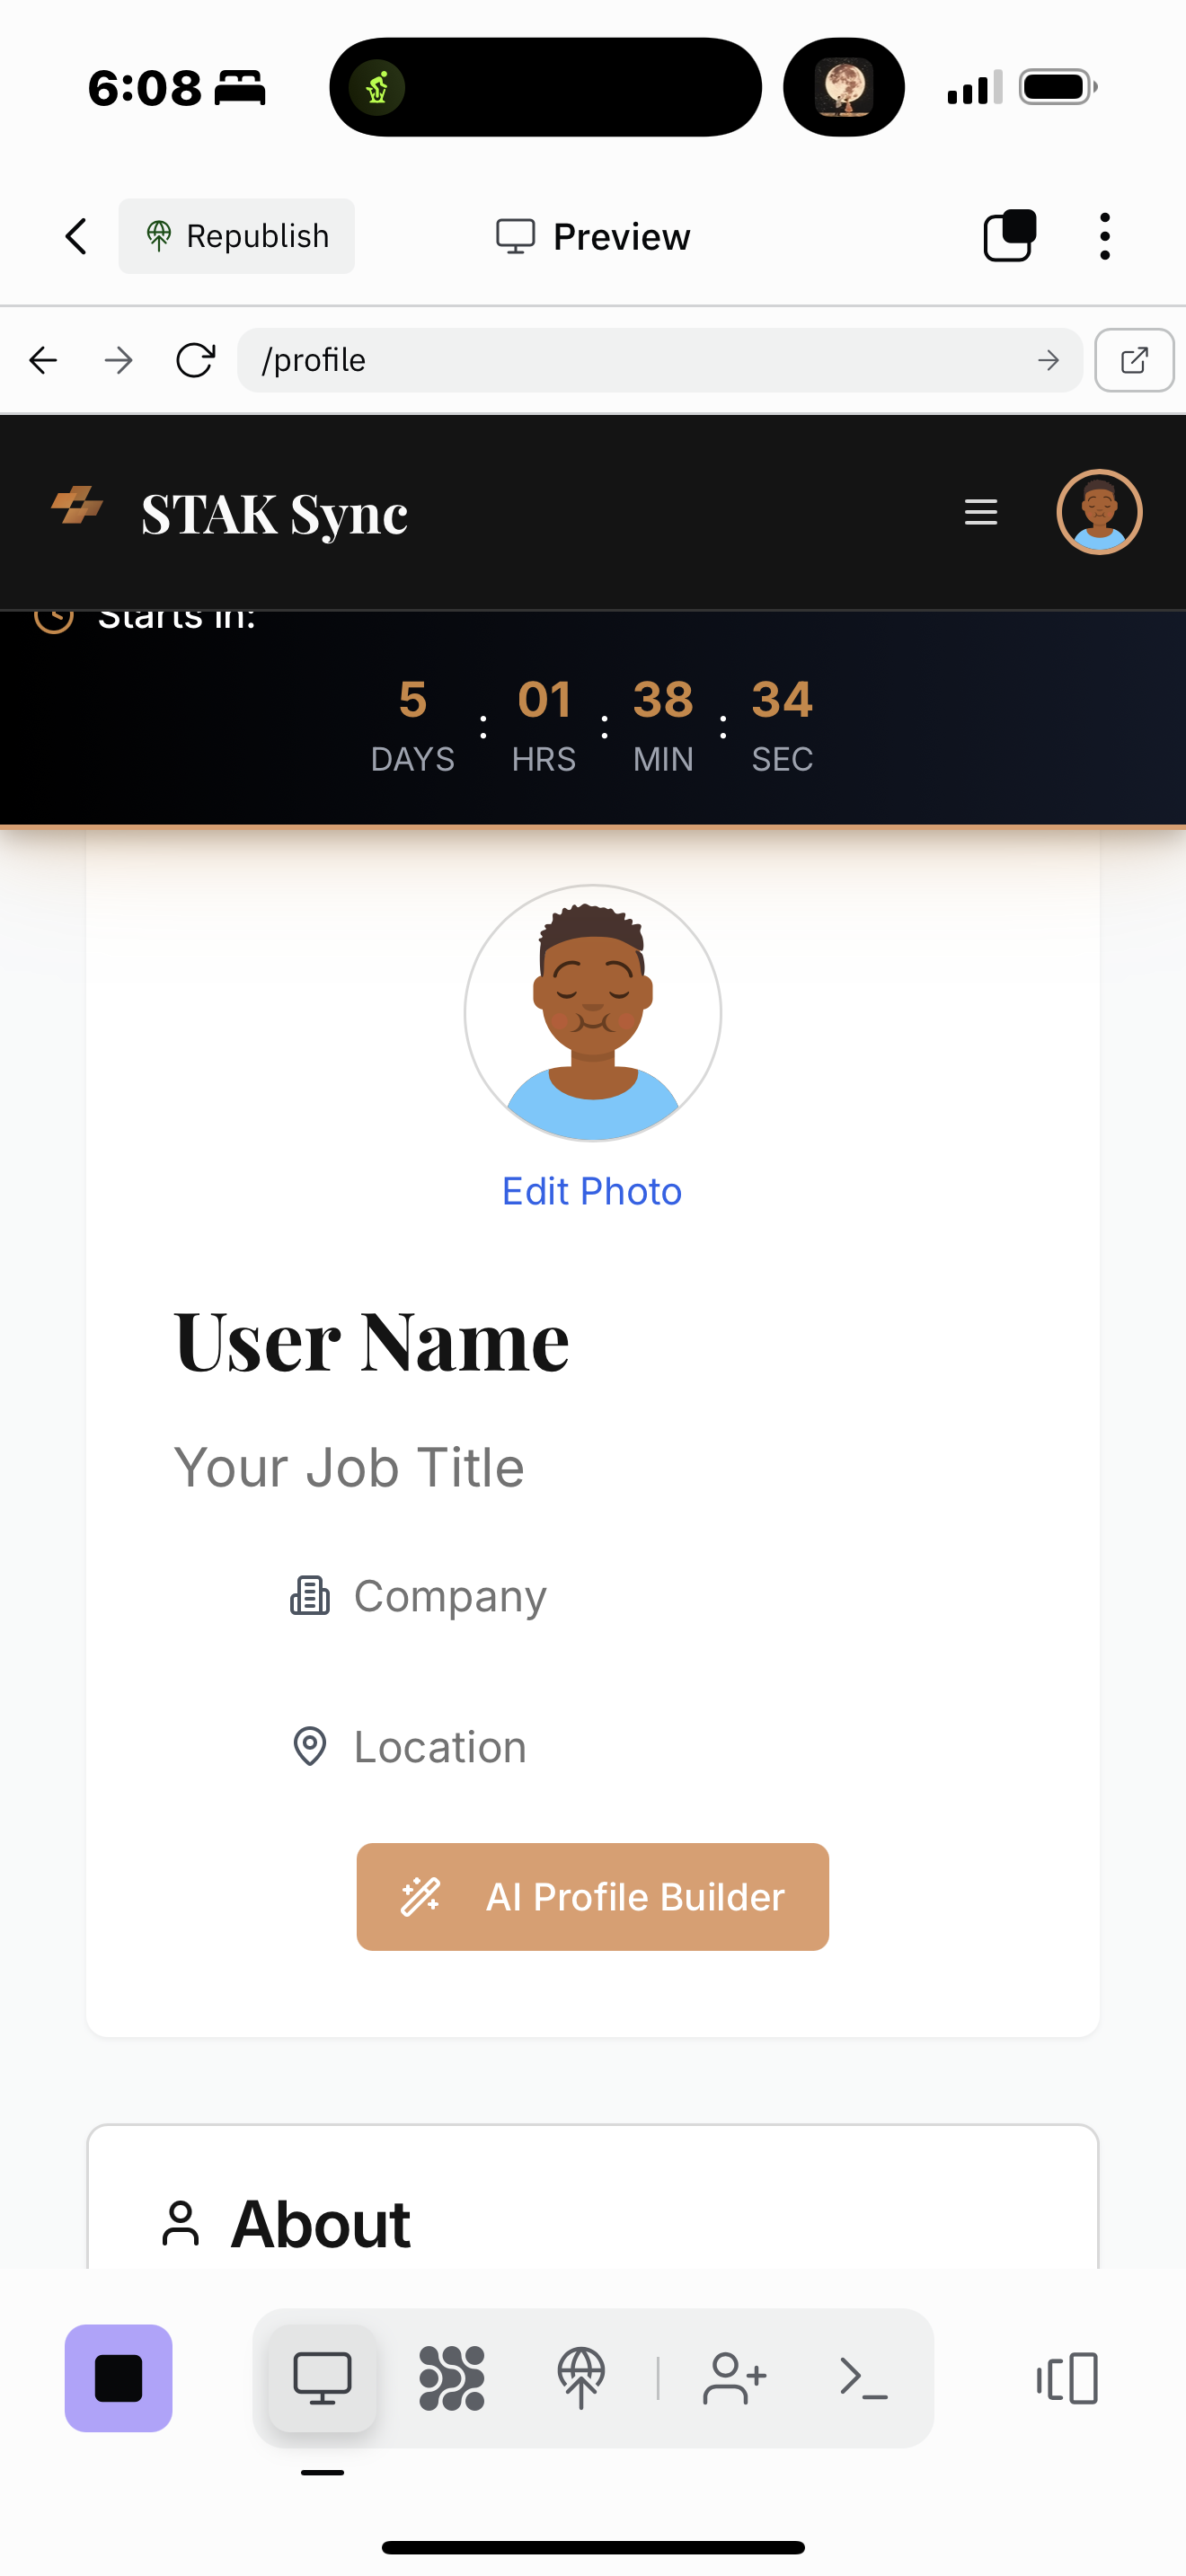 6:08
Republish
Preview
/profile
STAK Sync
Starts in:
5 : 01 : 38 : 34
DAYS HRS MIN SEC
Edit Photo
User Name
Your Job Title
Company
Location
AI Profile Builder
About